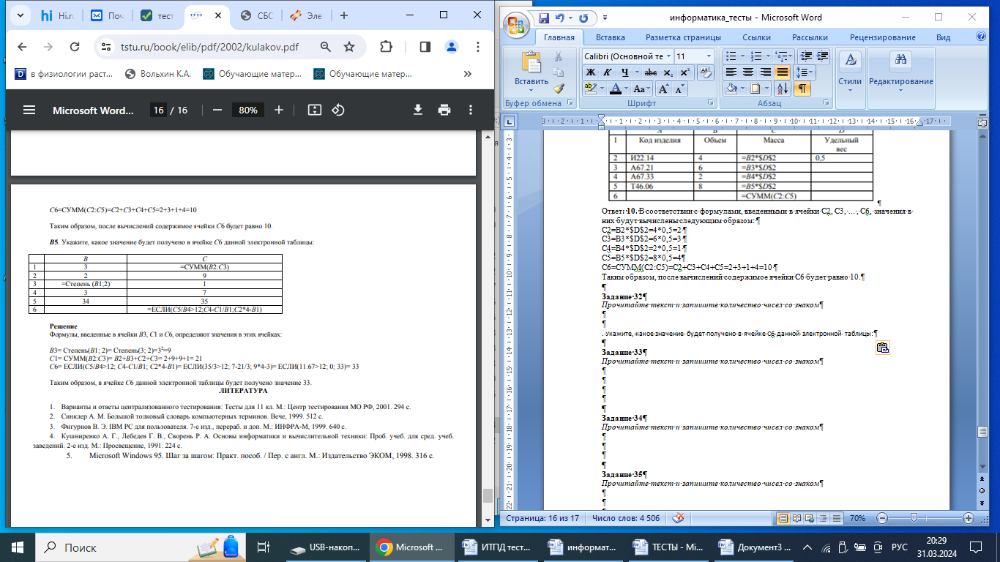 Hi.ru
Поч
тест
СБС
Эле
tstu.ru/book/elib/pdf/2002/kulakov.pdf
в физиологии раст...
Вольхин К.А.
Обучающие матер...
Обучающие матер...
Microsoft Word...
16 / 16
80%
C6=СУММ(C2:C5)=C2+C3+C4+C5=2+3+1+4=10
Таким образом, после вычислений содержимое ячейки C6 будет равно 10.
B5. Укажите, какое значение будет получено в ячейке C6 данной электронной таблицы:
B C
1 3 =СУММ(B2:C3)
2 2 9
3 =Степень (B1;2) 1
4 3 7
5 34 35
6 =ЕСЛИ(C5/B4>12;C4-C1/B1;C2*4-B1)
Решение
Формулы, введенные в ячейки B3, C1 и C6, определяют значения в этих ячейках:
B3= Степень(B1; 2)= Степень(3; 2)=3²=9
C1= СУММ(B2:C3)= B2+B3+C2+C3= 2+9+9+1= 21
C6= ЕСЛИ(C5/B4>12; C4-C1/B1; C2*4-B1)= ЕСЛИ(35/3>12; 7-21/3; 9*4-3)= ЕСЛИ(11.67>12; 0; 33)= 33
Таким образом, в ячейке C6 данной электронной таблицы будет получено значение 33.
ЛИТЕРАТУРА
1. Варианты и ответы централизованного тестирования: Тесты для 11 кл. М.: Центр тестирования МО РФ, 2001. 294 с.
2. Синклер А. М. Большой толковый словарь компьютерных терминов. Вече, 1999. 512 с.
3. Фигурнов В. Э. IBM PC для пользователя. 7-е изд., перераб. и доп. М.: ИНФРА-М, 1999. 640 с.
4. Кушниренко А. Г., Лебедев Г. В., Сворень Р. А. Основы информатики и вычислительной техники: Проб. учеб. для сред. учеб.
заведений. 2-е изд. М.: Просвещение, 1991. 224 с.
5. Microsoft Windows 95. Шаг за шагом: Практ. пособ. / Пер. с англ. М.: Издательство ЭКОМ, 1998. 316 с.
информатика_тесты - Microsoft Word
Главная Вставка Разметка страницы Ссылки Рассылки Рецензирование Вид
Calibri (Основной те 11
Вставить
Стили
Редактирование
Буфер обмена
Шрифт
Абзац
1 Код изделия Объем Масса Удельный
вес
2 И22.14 4 =B2*$D$2 0,5
3 А67.21 6 =B3*$D$2
4 А67.33 2 =B4*$D$2
5 Т46.06 8 =B5*$D$2
6 =СУММ(C2:C5)
Ответ: 10. В соответствии с формулами, введенными в ячейки C2, C3, ... , C6, значения в
них будут вычислены следующим образом: ¶
C2=B2*$D$2=4*0,5=2 ¶
C3=B3*$D$2=6*0,5=3 ¶
C4=B4*$D$2=2*0,5=1 ¶
C5=B5*$D$2=8*0,5=4¶
C6=СУММ(C2:C5)=C2+C3+C4+C5=2+3+1+4=10 ¶
Таким образом, после вычислений содержимое ячейки C6 будет равно 10.¶
Задание 32¶
Прочитайте текст и запишите количество чисел со знаком¶
. Укажите, какое значение будет получено в ячейке C6 данной электронной таблицы:¶
Задание 33¶
Прочитайте текст и запишите количество чисел со знаком¶
Задание 34¶
Прочитайте текст и запишите количество чисел со знаком¶
Задание 35¶
Прочитайте текст и запишите количество чисел со знаком¶
Страница: 16 из 17
Число слов: 4 506
70%
Поиск
USB-накоп...
Microsoft ...
ИТПД тест...
информат...
ТЕСТЫ - Mi...
Документ3 ...
РУС
20:29
31.03.2024